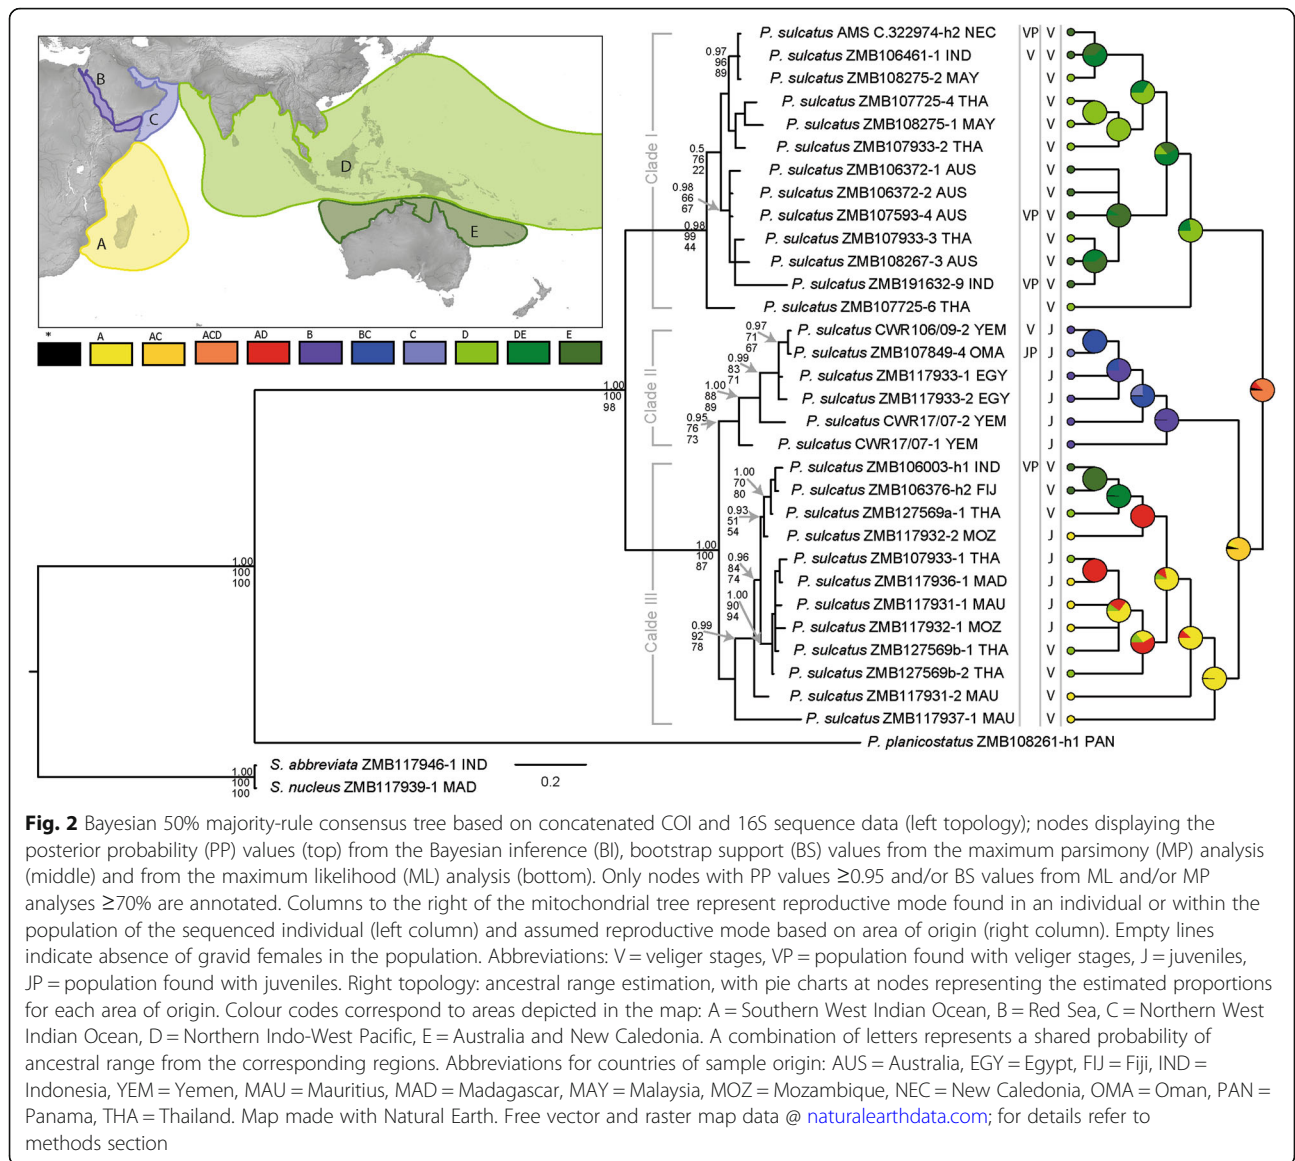 B
C
D
A
E
* A AC ACD AD B BC C D DE E
Clade I
Clade II
Calde III
P. sulcatus AMS C.322974-h2 NEC VP V
P. sulcatus ZMB106461-1 IND V V
P. sulcatus ZMB108275-2 MAY V
P. sulcatus ZMB107725-4 THA V
P. sulcatus ZMB108275-1 MAY V
P. sulcatus ZMB107933-2 THA V
P. sulcatus ZMB106372-1 AUS V
P. sulcatus ZMB106372-2 AUS V
P. sulcatus ZMB107593-4 AUS VP V
P. sulcatus ZMB107933-3 THA V
P. sulcatus ZMB108267-3 AUS V
P. sulcatus ZMB191632-9 IND VP V
P. sulcatus ZMB107725-6 THA V
P. sulcatus CWR106/09-2 YEM V J
P. sulcatus ZMB107849-4 OMA JP J
P. sulcatus ZMB117933-1 EGY J
P. sulcatus ZMB117933-2 EGY J
P. sulcatus CWR17/07-2 YEM J
P. sulcatus CWR17/07-1 YEM J
P. sulcatus ZMB106003-h1 IND VP V
P. sulcatus ZMB106376-h2 FIJ V
P. sulcatus ZMB127569a-1 THA V
P. sulcatus ZMB117932-2 MOZ J
P. sulcatus ZMB107933-1 THA J
P. sulcatus ZMB117936-1 MAD J
P. sulcatus ZMB117931-1 MAU J
P. sulcatus ZMB117932-1 MOZ J
P. sulcatus ZMB127569b-1 THA V
P. sulcatus ZMB127569b-2 THA V
P. sulcatus ZMB117931-2 MAU V
P. sulcatus ZMB117937-1 MAU V
P. planicostatus ZMB108261-h1 PAN
S. abbreviata ZMB117946-1 IND
S. nucleus ZMB117939-1 MAD
0.2
0.97
96
89
0.5
76
22
0.98
66
67
0.98
99
44
0.97
71
67
0.99
83
71
1.00
88
89
0.95
76
73
1.00
100
98
1.00
70
80
0.93
51
54
1.00
100
87
0.96
84
74
1.00
90
94
0.99
92
78
1.00
100
100
1.00
100
100
Fig. 2 Bayesian 50% majority-rule consensus tree based on concatenated COI and 16S sequence data (left topology); nodes displaying the
posterior probability (PP) values (top) from the Bayesian inference (BI), bootstrap support (BS) values from the maximum parsimony (MP) analysis
(middle) and from the maximum likelihood (ML) analysis (bottom). Only nodes with PP values ≥0.95 and/or BS values from ML and/or MP
analyses ≥70% are annotated. Columns to the right of the mitochondrial tree represent reproductive mode found in an individual or within the
population of the sequenced individual (left column) and assumed reproductive mode based on area of origin (right column). Empty lines
indicate absence of gravid females in the population. Abbreviations: V = veliger stages, VP = population found with veliger stages, J = juveniles,
JP = population found with juveniles. Right topology: ancestral range estimation, with pie charts at nodes representing the estimated proportions
for each area of origin. Colour codes correspond to areas depicted in the map: A = Southern West Indian Ocean, B = Red Sea, C = Northern West
Indian Ocean, D = Northern Indo-West Pacific, E = Australia and New Caledonia. A combination of letters represents a shared probability of
ancestral range from the corresponding regions. Abbreviations for countries of sample origin: AUS = Australia, EGY = Egypt, FIJ = Fiji, IND =
Indonesia, YEM = Yemen, MAU = Mauritius, MAD = Madagascar, MAY = Malaysia, MOZ = Mozambique, NEC = New Caledonia, OMA = Oman, PAN =
Panama, THA = Thailand. Map made with Natural Earth. Free vector and raster map data @ naturalearthdata.com; for details refer to
methods section